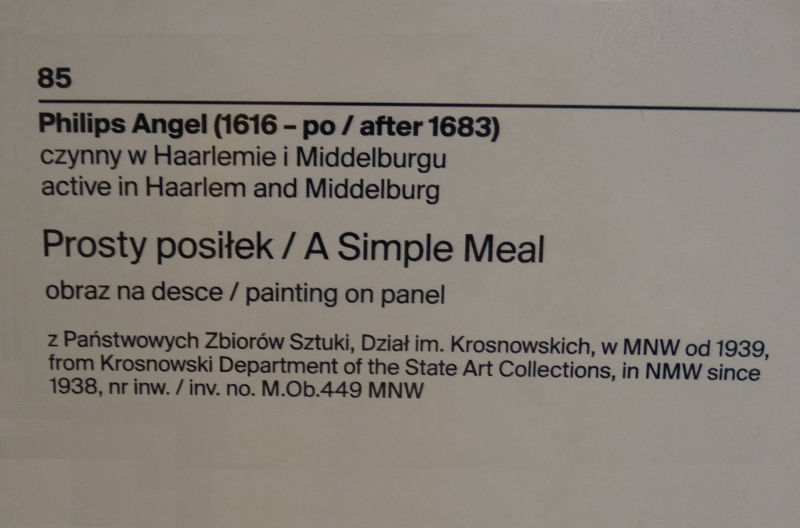 85
Philips Angel (1616 – po / after 1683)
czynny w Haarlemie i Middelburgu
active in Haarlem and Middelburg
Prosty posiłek / A Simple Meal
obraz na desce / painting on panel
z Państwowych Zbiorów Sztuki, Dział im. Krosnowskich, w MNW od 1939,
from Krosnowski Department of the State Art Collections, in NMW since
1938, nr inw. / inv. no. M.Ob.449 MNW